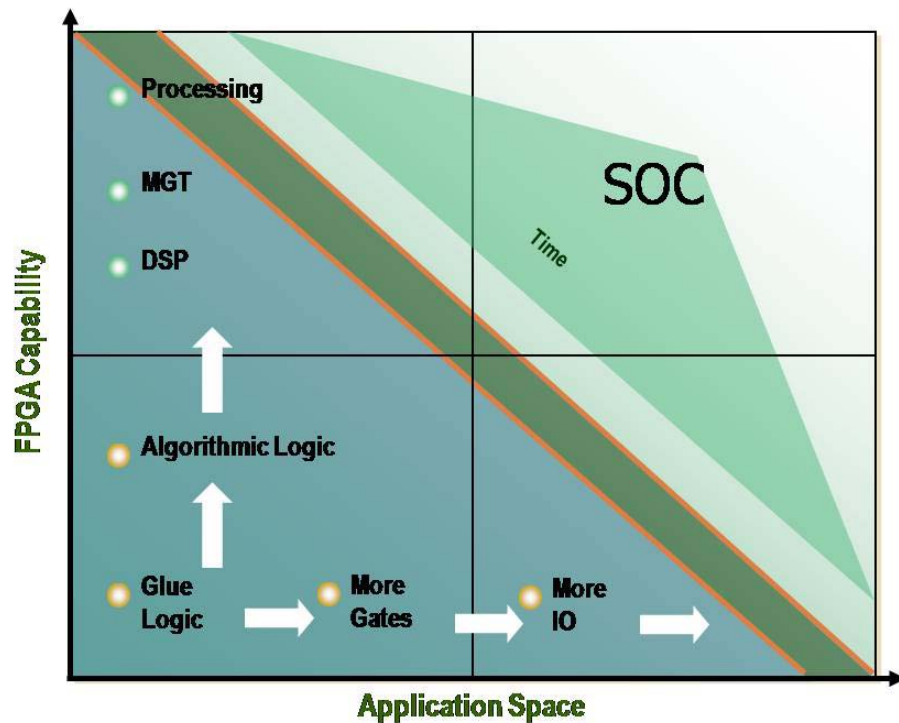 Processing
MGT
SOC
Time
DSP
FPGA Capability
Algorithmic Logic
Glue
Logic
More
Gates
More
IO
Application Space